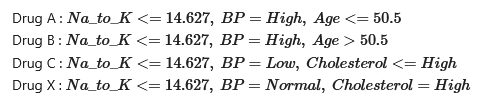 Drug A : Na_to_K <= 14.627, BP = High, Age <= 50.5
Drug B : Na_to_K <= 14.627, BP = High, Age > 50.5
Drug C : Na_to_K <= 14.627, BP = Low, Cholesterol <= High
Drug X : Na_to_K <= 14.627, BP = Normal, Cholesterol = High